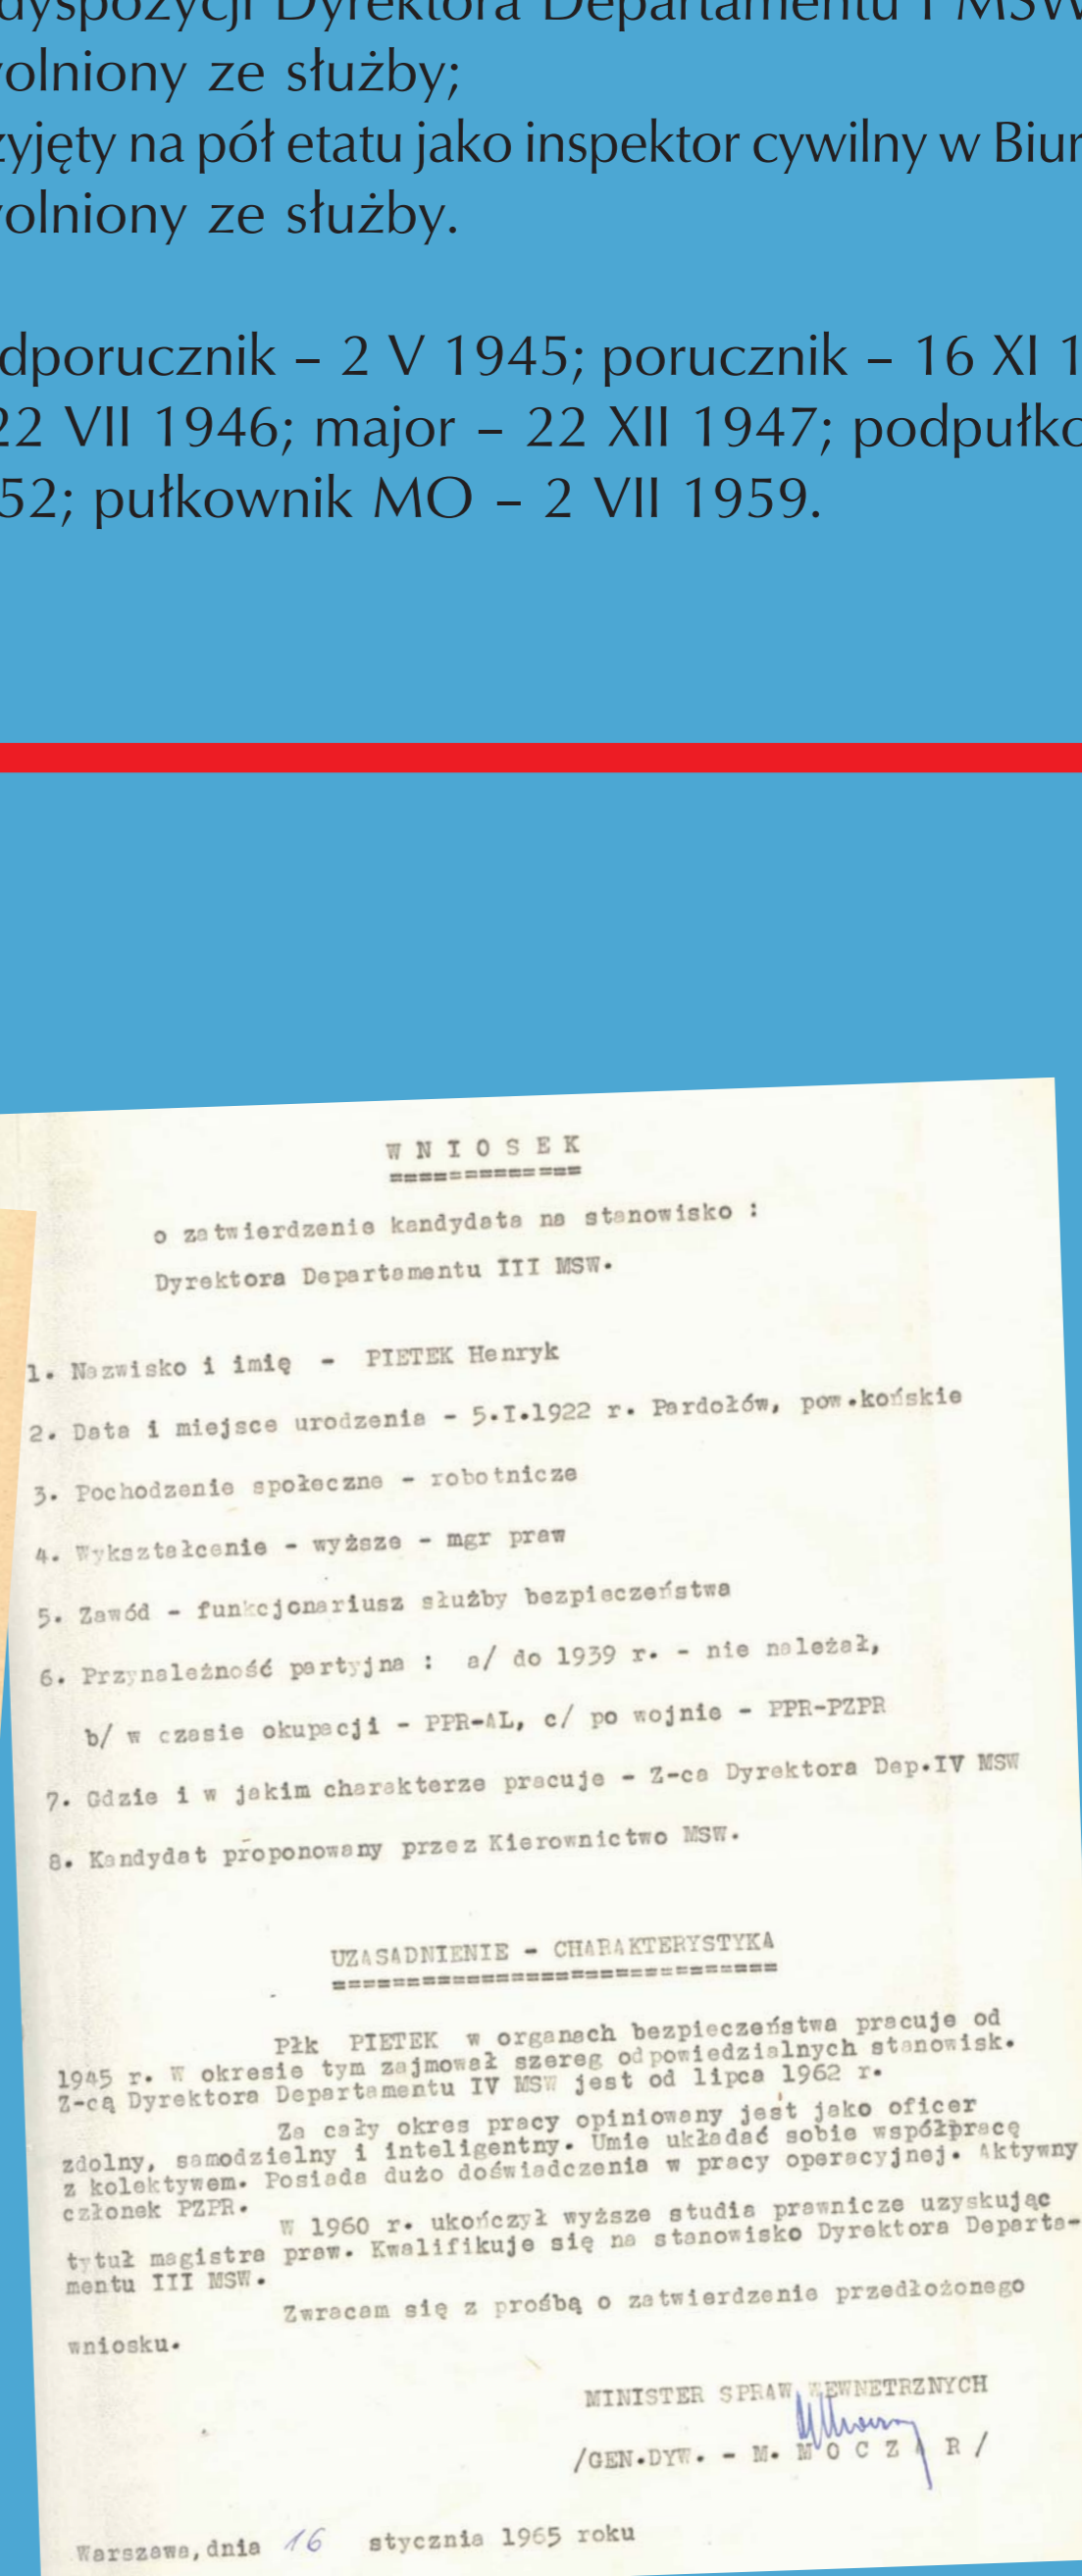 dyspozycji Dyrektora Departamentu I MSW
olniony ze służby;
zyjęty na pół etatu jako inspektor cywilny w Biur
olniony ze służby.
dporucznik – 2 V 1945; porucznik – 16 XI 1
22 VII 1946; major – 22 XII 1947; podpułko
52; pułkownik MO – 2 VII 1959.
W N I O S E K
=============
o zatwierdzenie kandydata na stanowisko :
Dyrektora Departamentu III MSW.
1. Nazwisko i imię - PIETEK Henryk
2. Data i miejsce urodzenia - 5.I.1922 r. Pardołów, pow.końskie
3. Pochodzenie społeczne - robotnicze
4. Wykształcenie - wyższe - mgr praw
5. Zawód - funkcjonariusz służby bezpieczeństwa
6. Przynależność partyjna : a/ do 1939 r. - nie należał,
b/ w czasie okupacji - PPR-AL, c/ po wojnie - PPR-PZPR
7. Gdzie i w jakim charakterze pracuje - Z-ca Dyrektora Dep.IV MSW
8. Kandydat proponowany przez Kierownictwo MSW.
UZASADNIENIE - CHARAKTERYSTYKA
==============================
Płk PIETEK w organach bezpieczeństwa pracuje od
1945 r. W okresie tym zajmował szereg odpowiedzialnych stanowisk.
Z-cą Dyrektora Departamentu IV MSW jest od lipca 1962 r.
Za cały okres pracy opiniowany jest jako oficer
zdolny, samodzielny i inteligentny. Umie układać sobie współpracę
z kolektywem. Posiada dużo doświadczenia w pracy operacyjnej. Aktywny
członek PZPR.
W 1960 r. ukończył wyższe studia prawnicze uzyskując
tytuł magistra praw. Kwalifikuje się na stanowisko Dyrektora Departa-
mentu III MSW.
Zwracam się z prośbą o zatwierdzenie przedłożonego
wniosku.
MINISTER SPRAW WEWNETRZNYCH
/GEN.DYW. - M. M O C Z A R /
Warszawa, dnia 16 stycznia 1965 roku